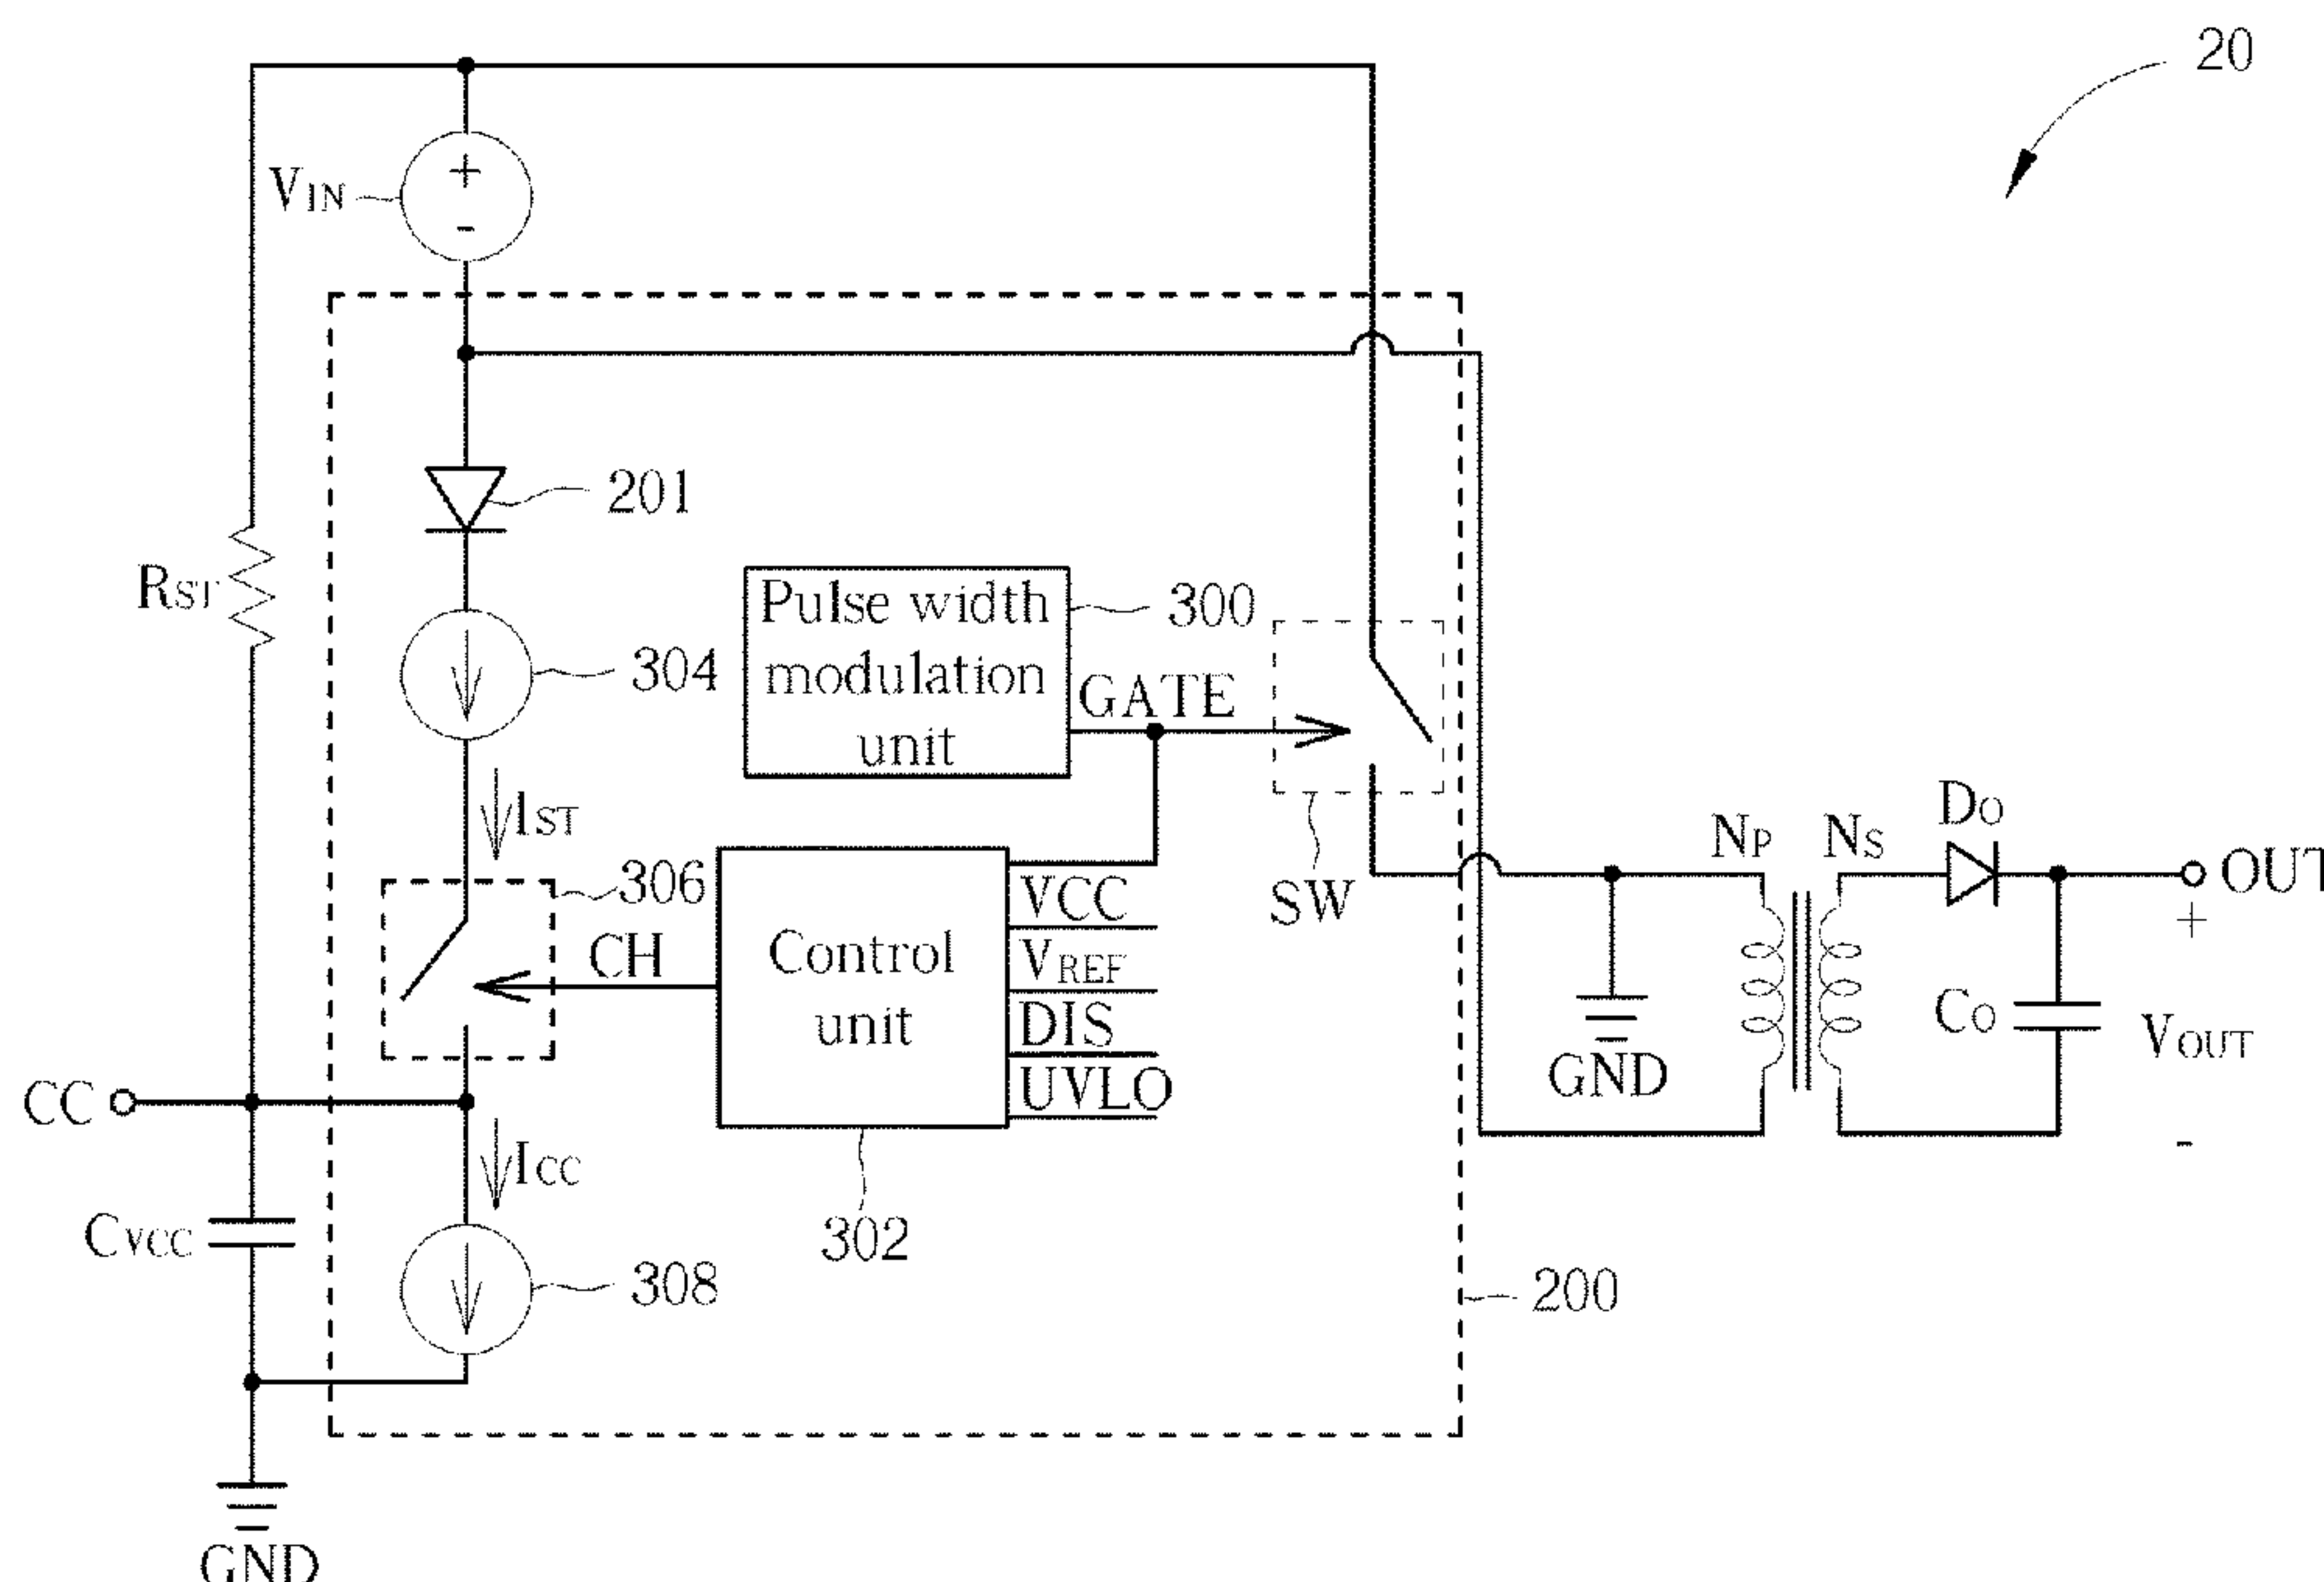 20
VIN
+
-
201
RST
Pulse width
modulation
unit
300
304
GATE
IST
306
CH
Control
unit
VCC
VREF
DIS
UVLO
SW
NP
NS
DO
OUT
+
GND
CO
VOUT
-
CC
ICC
302
CVCC
308
200
GND